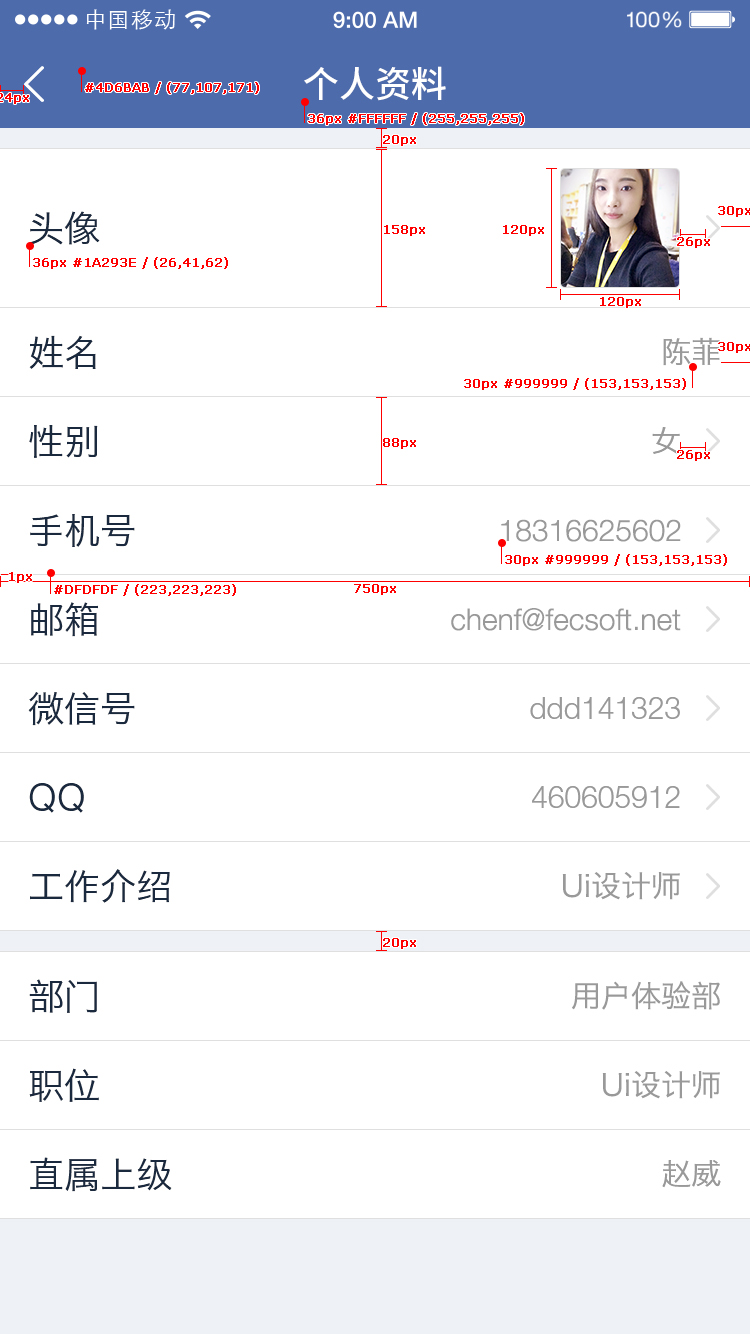 中国移动 9:00 AM 100%
个人资料
24px
#4D6BAB / (77,107,171)
36px #FFFFFF / (255,255,255)
20px
头像
158px
120px
30px
26px
36px #1A293E / (26,41,62)
120px
姓名 陈菲
30px
30px #999999 / (153,153,153)
性别 女
88px
26px
手机号 18316625602
30px #999999 / (153,153,153)
1px
#DFDFDF / (223,223,223)
750px
邮箱 chenf@fecsoft.net
微信号 ddd141323
QQ 460605912
工作介绍 Ui设计师
20px
部门 用户体验部
职位 Ui设计师
直属上级 赵威